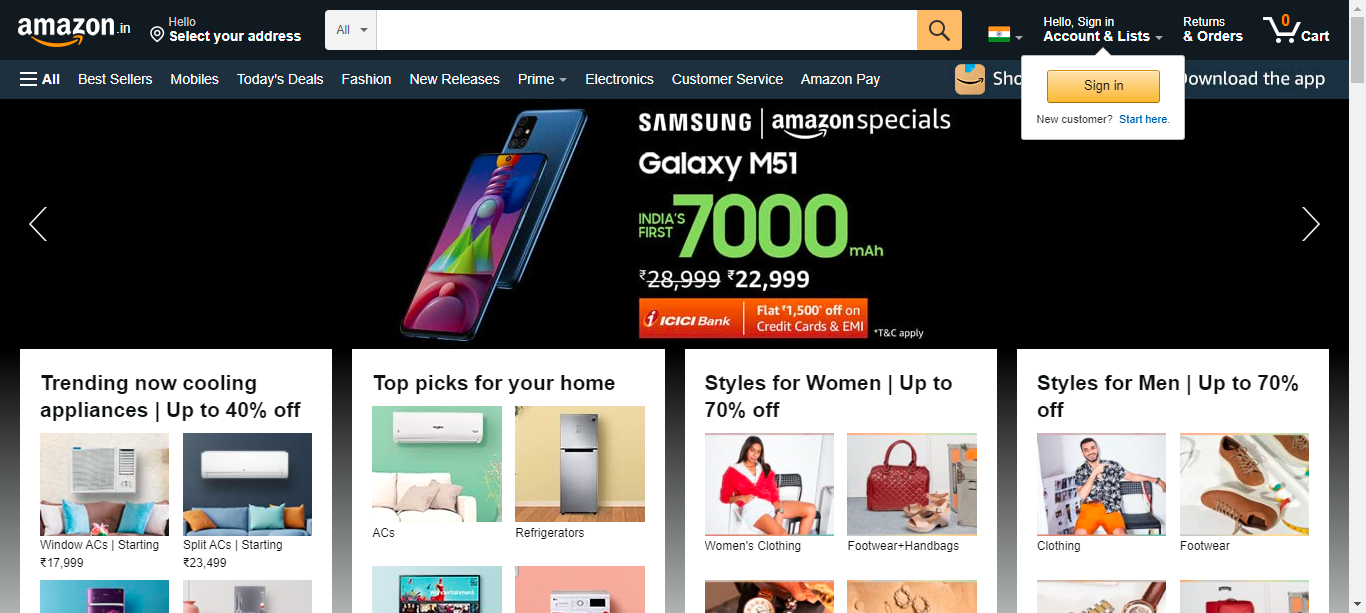 amazon.in
Hello
Select your address
All
Hello, Sign in
Account & Lists
Returns
& Orders
0
Cart
All
Best Sellers
Mobiles
Today's Deals
Fashion
New Releases
Prime
Electronics
Customer Service
Amazon Pay
Sho
Download the app
Sign in
New customer? Start here.
SAMSUNG | amazonspecials
Galaxy M51
INDIA'S
FIRST
7000
mAh
₹28,999 ₹22,999
ICICI Bank
Flat ₹1,500* off on
Credit Cards & EMI
*T&C apply
Trending now cooling
appliances | Up to 40% off
Window ACs | Starting
₹17,999
Split ACs | Starting
₹23,499
Top picks for your home
ACs
Refrigerators
Styles for Women | Up to
70% off
Women's Clothing
Footwear+Handbags
Styles for Men | Up to 70%
off
Clothing
Footwear